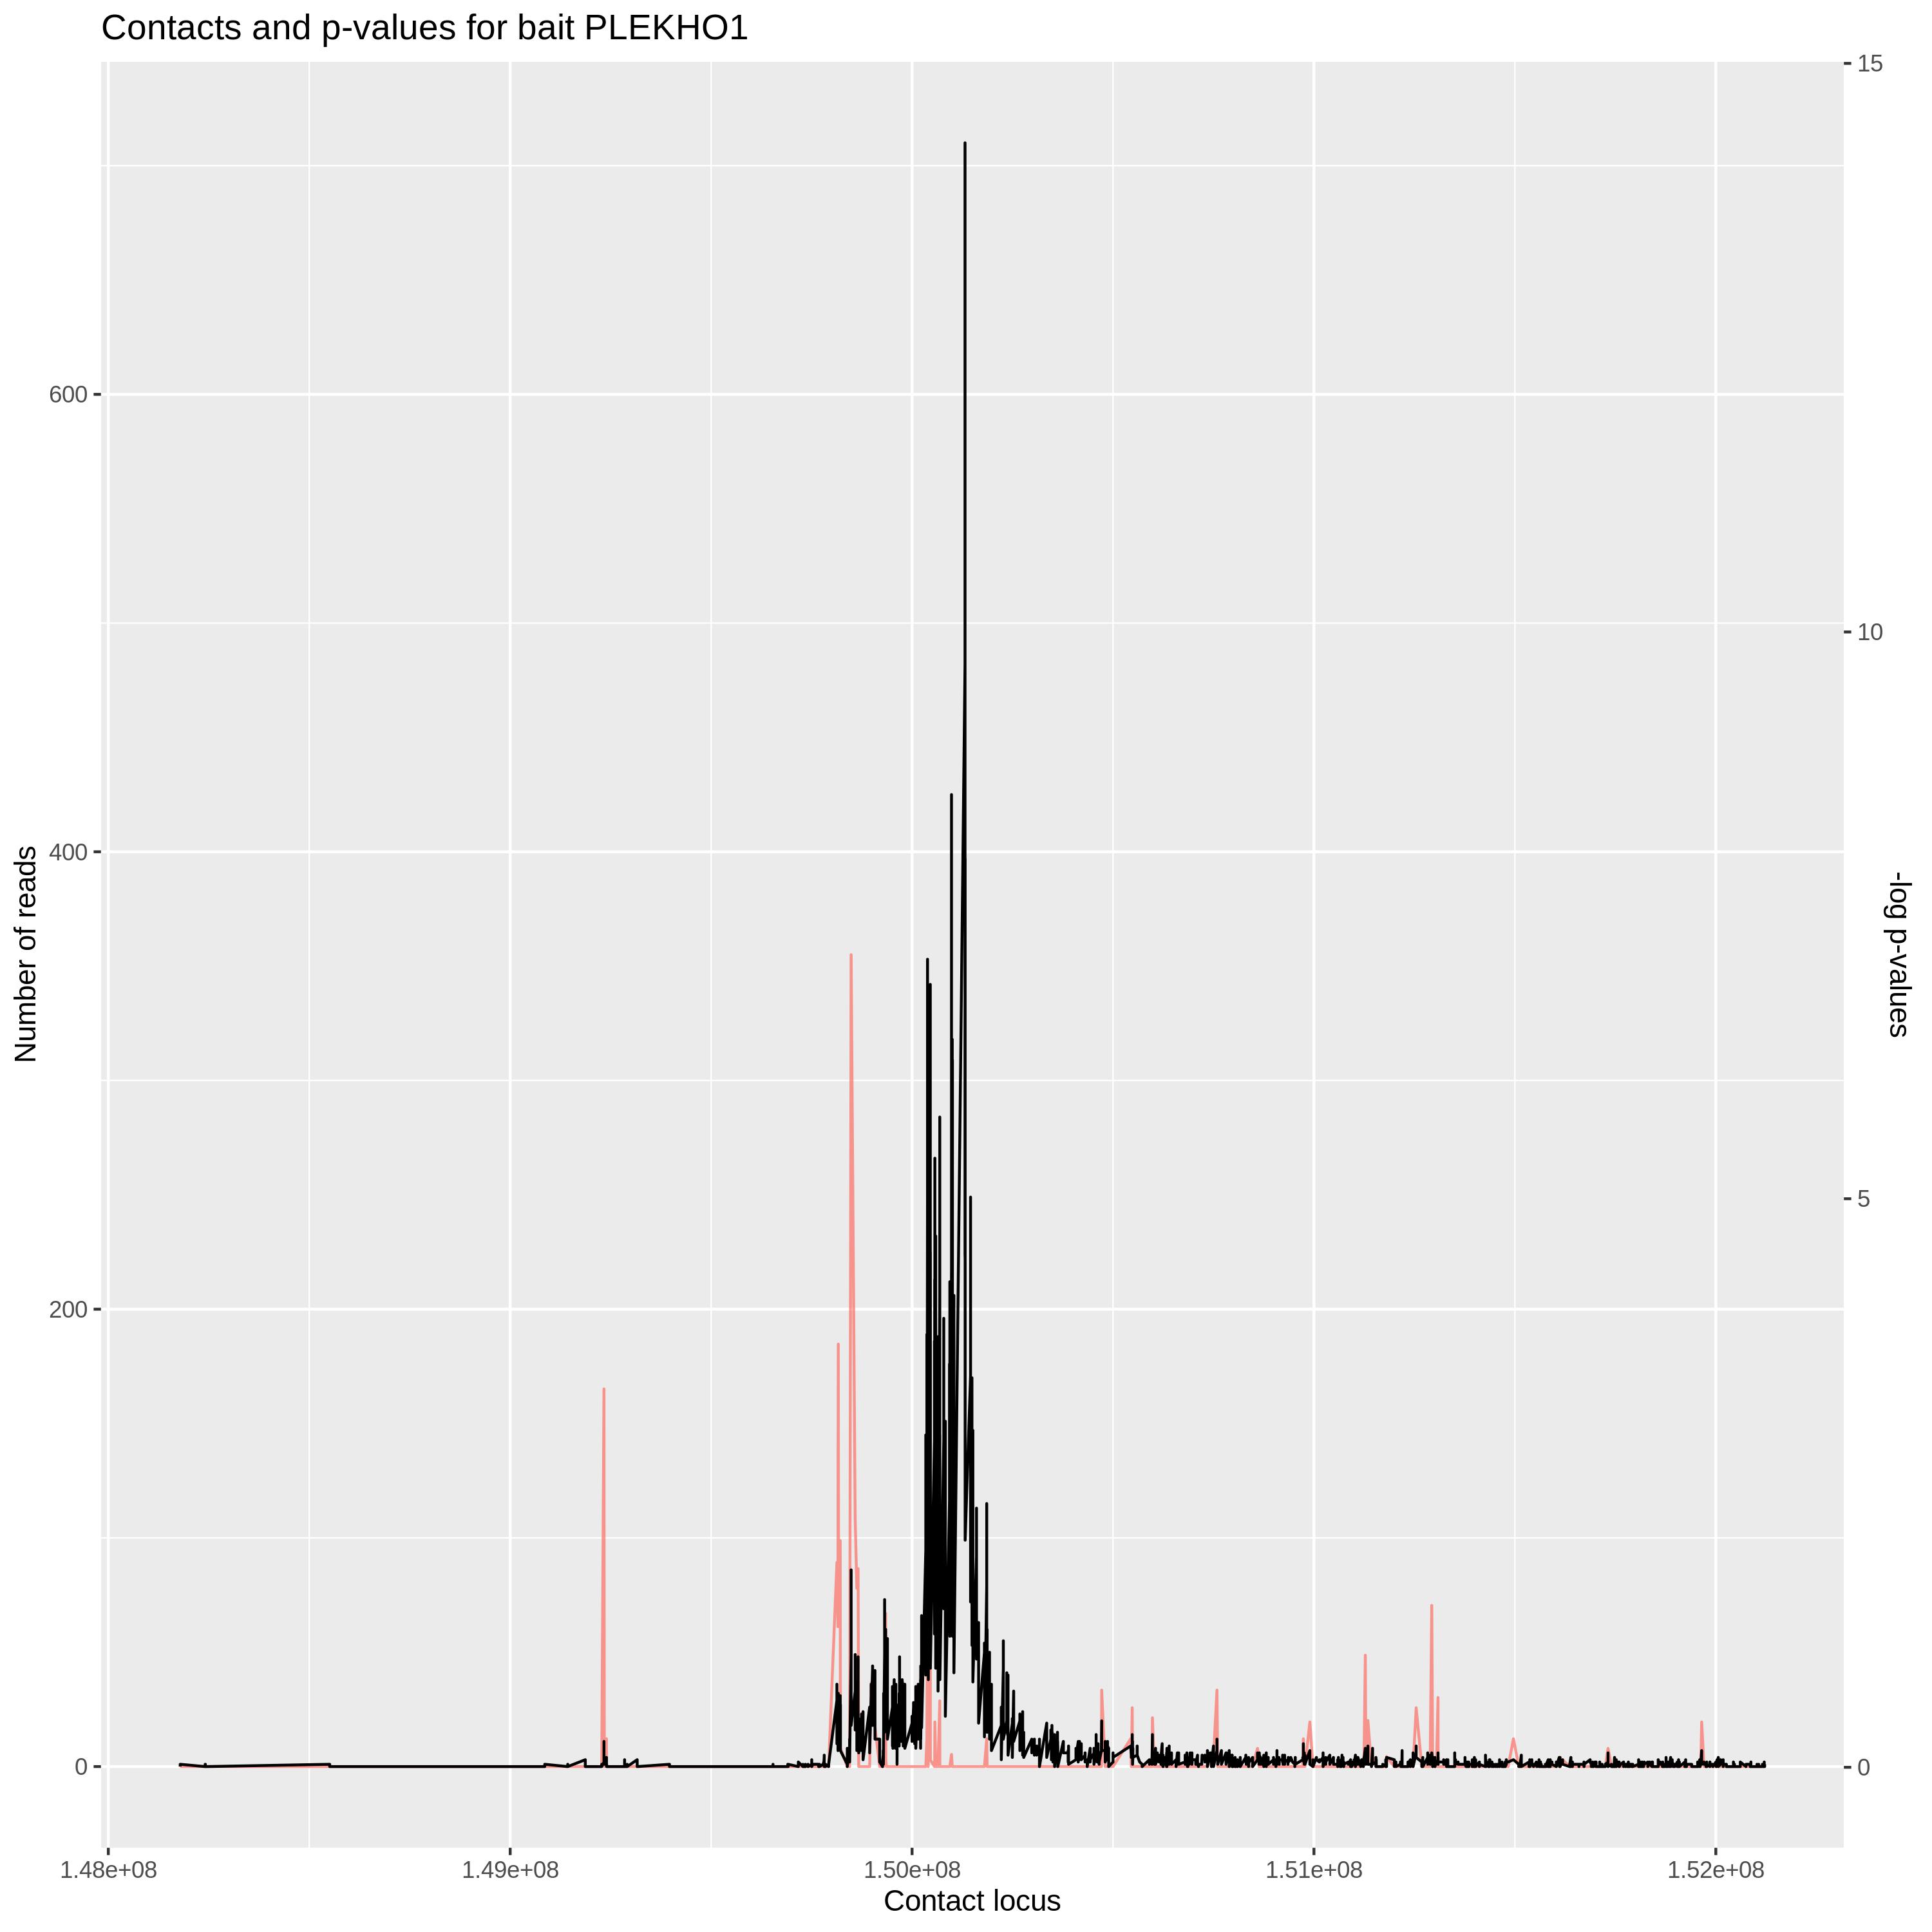 Contacts and p-values for bait PLEKHO1
15
600
10
400
Number of reads
-log p-values
5
200
0
0
1.48e+08
1.49e+08
1.50e+08
1.51e+08
1.52e+08
Contact locus